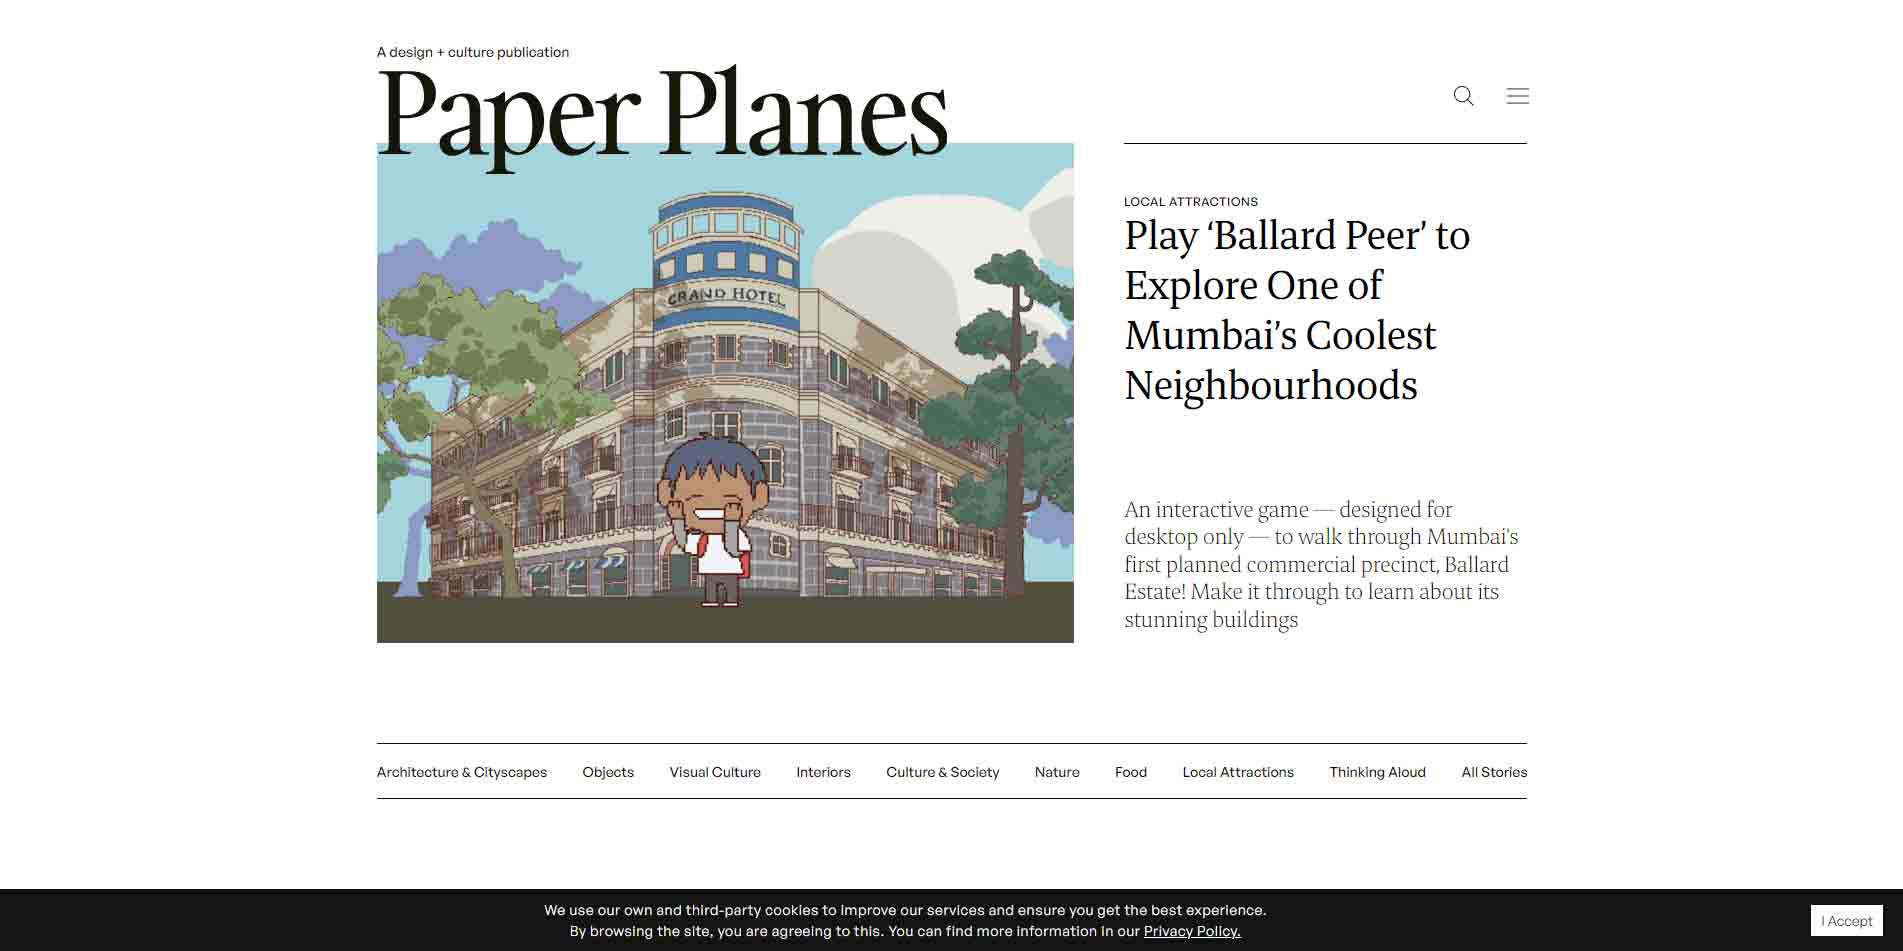 A design + culture publication
Paper Planes
GRAND HOTEL
LOCAL ATTRACTIONS
Play ‘Ballard Peer’ to
Explore One of
Mumbai’s Coolest
Neighbourhoods
An interactive game — designed for
desktop only — to walk through Mumbai's
first planned commercial precinct, Ballard
Estate! Make it through to learn about its
stunning buildings
Architecture & Cityscapes Objects Visual Culture Interiors Culture & Society Nature Food Local Attractions Thinking Aloud All Stories
We use our own and third-party cookies to improve our services and ensure you get the best experience.
By browsing the site, you are agreeing to this. You can find more information in our Privacy Policy.
I Accept